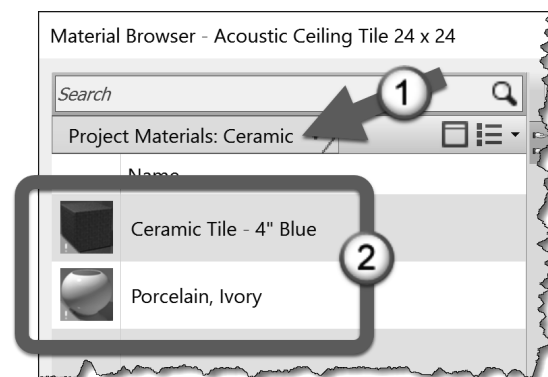 Material Browser - Acoustic Ceiling Tile 24 x 24
Search
1
Project Materials: Ceramic
Name
Ceramic Tile - 4" Blue
2
Porcelain, Ivory